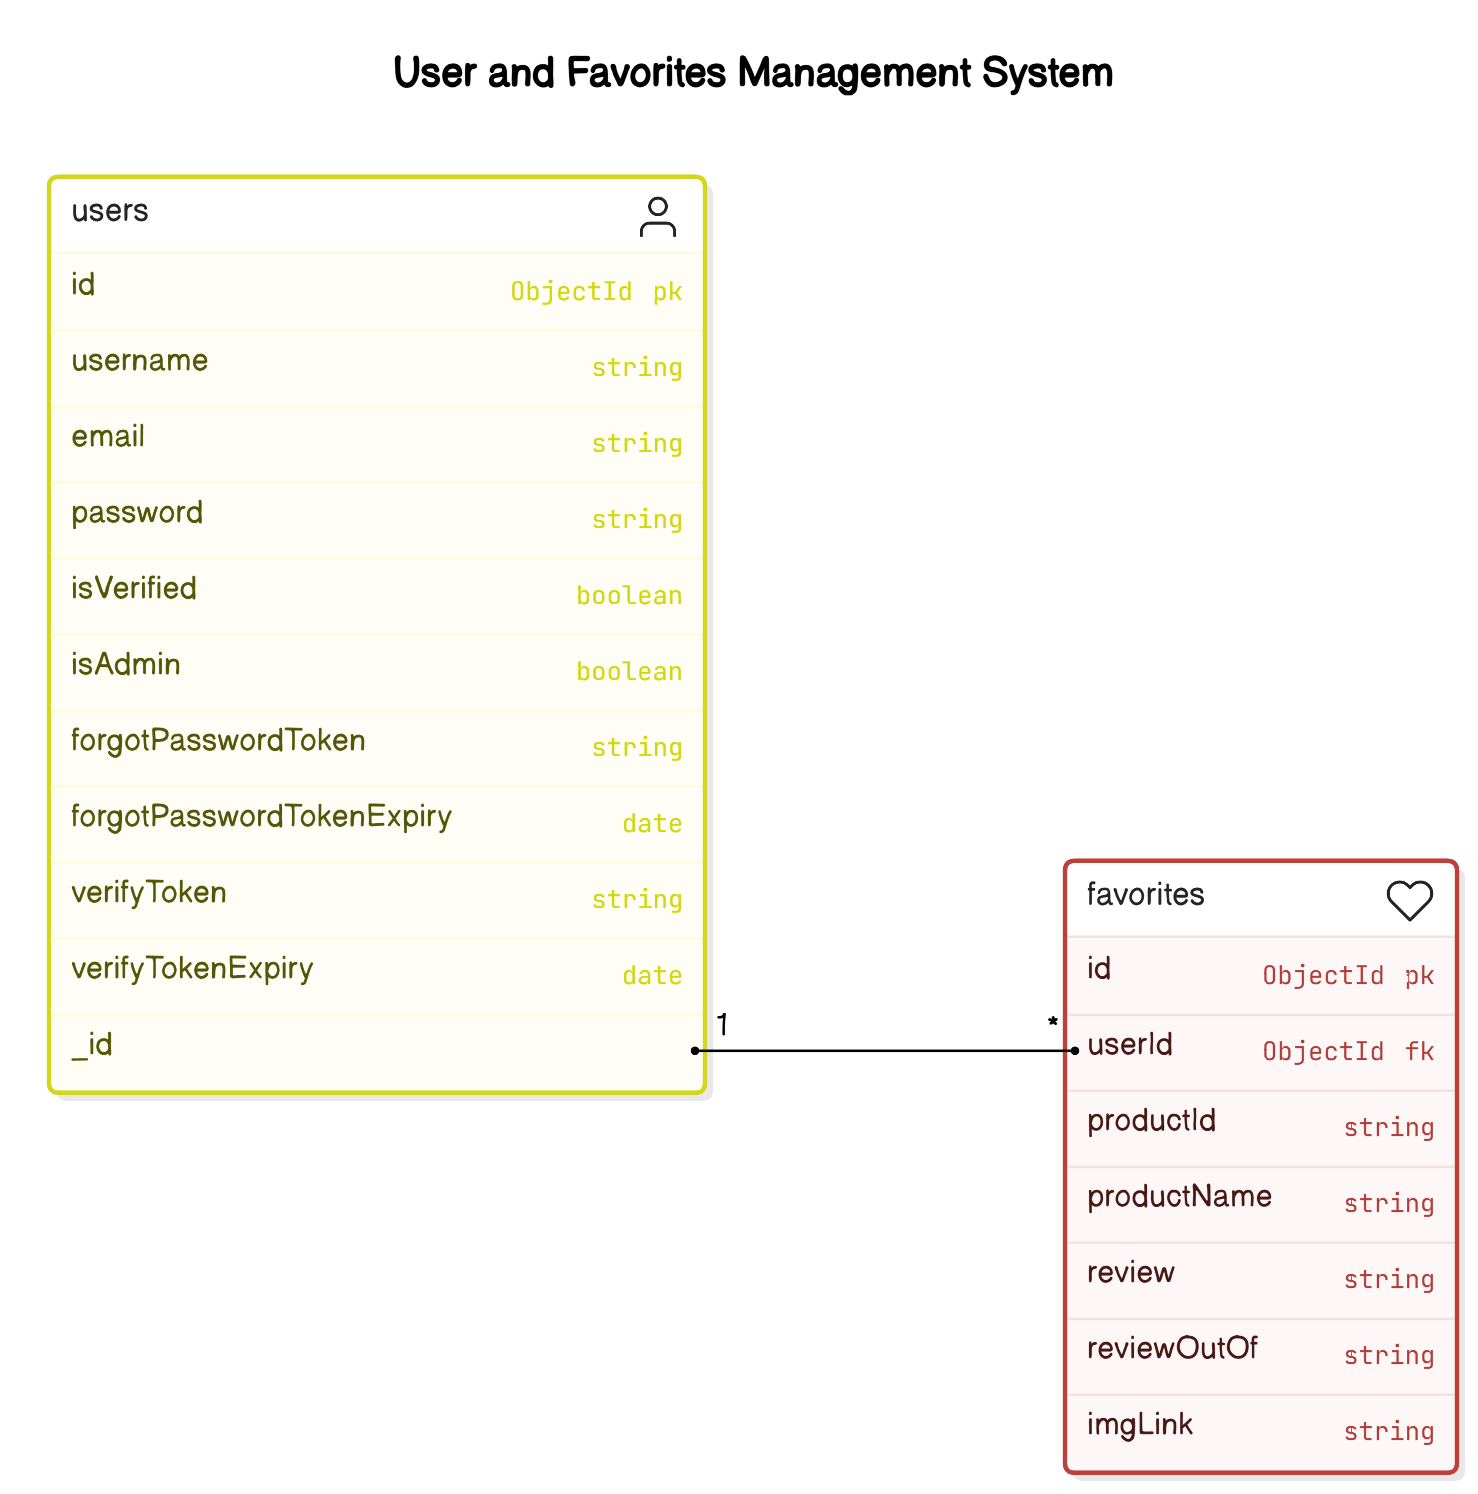 User and Favorites Management System
users
id ObjectId pk
username string
email string
password string
isVerified boolean
isAdmin boolean
forgotPasswordToken string
forgotPasswordTokenExpiry date
verifyToken string
verifyTokenExpiry date
_id
1 *
favorites
id ObjectId pk
userId ObjectId fk
productId string
productName string
review string
reviewOutOf string
imgLink string